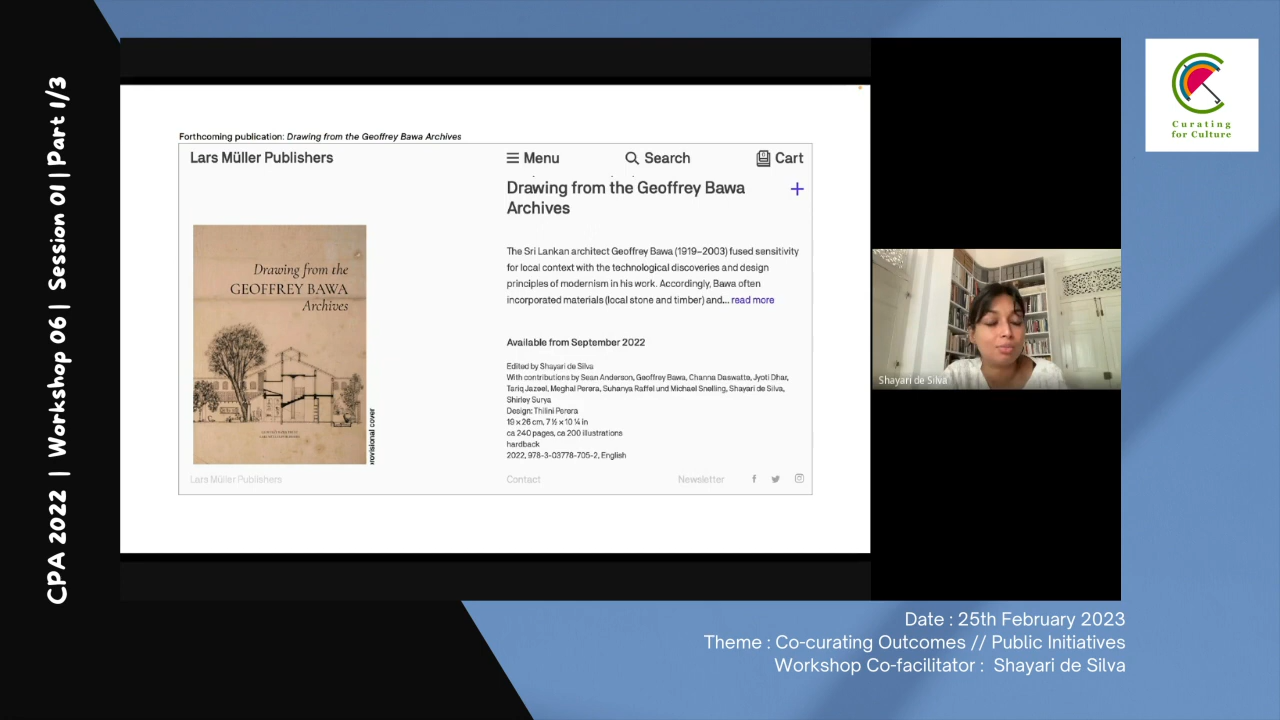 CPA 2022 | Workshop 06 | Session 01 | Part 1/3
Forthcoming publication: Drawing from the Geoffrey Bawa Archives
Lars Müller Publishers
Menu
Search
Cart
Drawing from the Geoffrey Bawa
Archives
+
The Sri Lankan architect Geoffrey Bawa (1919–2003) fused sensitivity
for local context with the technological discoveries and design
principles of modernism in his work. Accordingly, Bawa often
incorporated materials (local stone and timber) and... read more
Drawing from the
GEOFFREY BAWA
Archives
rovisional cover
Available from September 2022
Edited by Shayari de Silva
With contributions by Sean Anderson, Geoffrey Bawa, Channa Daswatte, Jyoti Dhar,
Tariq Jazeel, Meghal Perera, Suhanya Raffel und Michael Snelling, Shayari de Silva,
Shirley Surya
Design: Thilini Perera
19 x 26 cm, 7 ½ x 10 ¼ in
ca 240 pages, ca 200 illustrations
hardback
2022, 978-3-03778-705-2, English
Lars Müller Publishers
Contact
Newsletter
Shayari de Silva
Curating
for Culture
Date : 25th February 2023
Theme : Co-curating Outcomes // Public Initiatives
Workshop Co-facilitator : Shayari de Silva